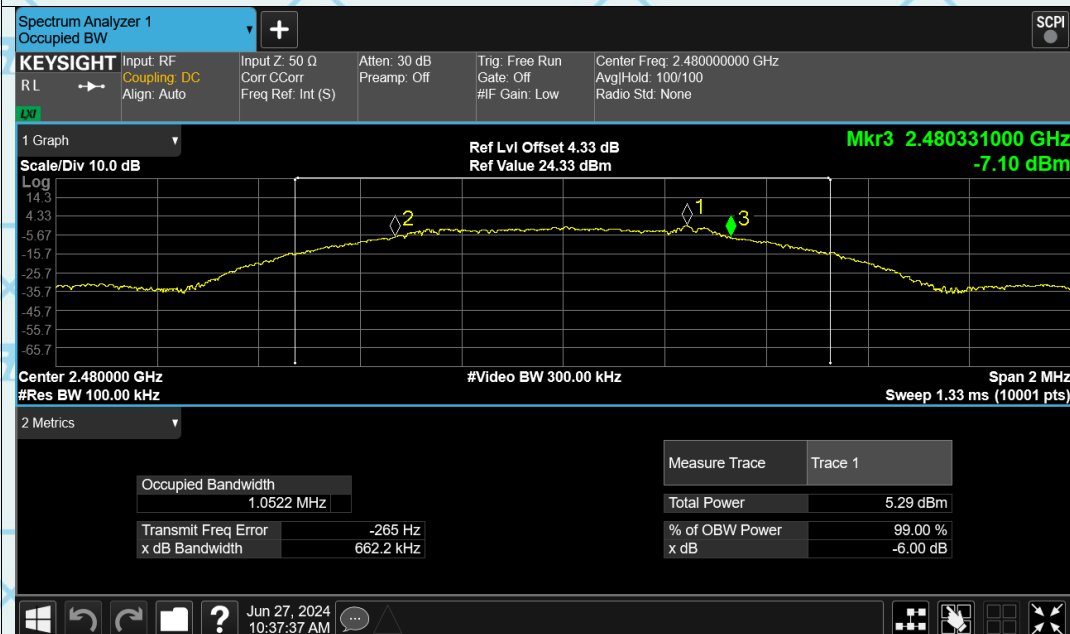 Spectrum Analyzer 1
Occupied BW
+
SCPI
KEYSIGHT
RL
LXI
Input: RF
Coupling: DC
Align: Auto
Input Z: 50 Ω
Corr CCorr
Freq Ref: Int (S)
Atten: 30 dB
Preamp: Off
Trig: Free Run
Gate: Off
#IF Gain: Low
Center Freq: 2.480000000 GHz
Avg|Hold: 100/100
Radio Std: None
1 Graph
Scale/Div 10.0 dB
Ref Lvl Offset 4.33 dB
Ref Value 24.33 dBm
Mkr3 2.480331000 GHz
-7.10 dBm
Log
14.3
4.33
-5.67
-15.7
-25.7
-35.7
-45.7
-55.7
-65.7
2
1
3
Center 2.480000 GHz
#Video BW 300.00 kHz
Span 2 MHz
#Res BW 100.00 kHz
Sweep 1.33 ms (10001 pts)
2 Metrics
Occupied Bandwidth
1.0522 MHz
Transmit Freq Error -265 Hz
x dB Bandwidth 662.2 kHz
Measure Trace Trace 1
Total Power 5.29 dBm
% of OBW Power 99.00 %
x dB -6.00 dB
?
Jun 27, 2024
10:37:37 AM